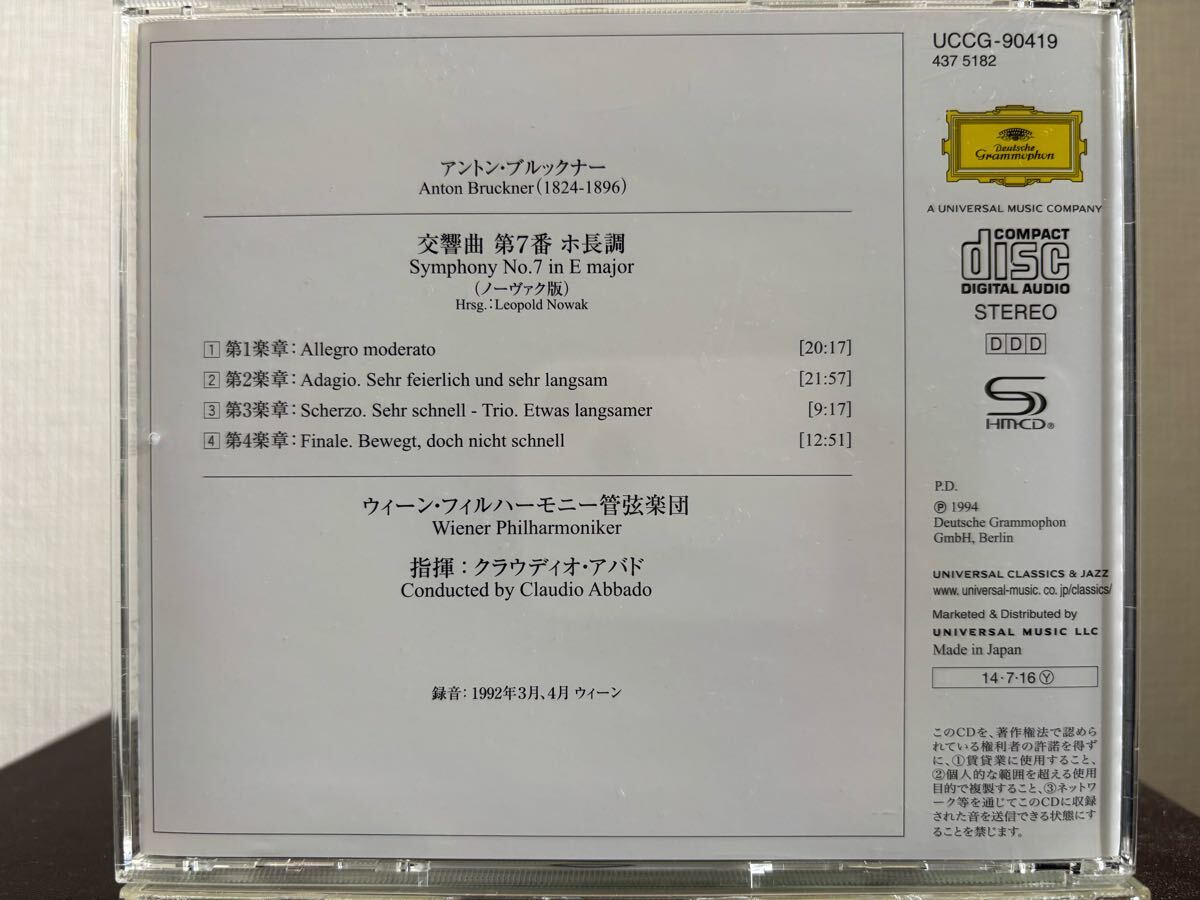 アントン・ブルックナー
Anton Bruckner(1824-1896)
交響曲 第7番 ホ長調
Symphony No.7 in E major
(ノーヴァク版)
Hrsg.:Leopold Nowak
1 第1楽章: Allegro moderato [20:17]
2 第2楽章: Adagio. Sehr feierlich und sehr langsam [21:57]
3 第3楽章: Scherzo. Sehr schnell - Trio. Etwas langsamer [9:17]
4 第4楽章: Finale. Bewegt, doch nicht schnell [12:51]
ウィーン・フィルハーモニー管弦楽団
Wiener Philharmoniker
指揮:クラウディオ・アバド
Conducted by Claudio Abbado
録音:1992年3月、4月 ウィーン
UCCG-90419
437 5182
Deutsche
Grammophon
A UNIVERSAL MUSIC COMPANY
COMPACT
disc
DIGITAL AUDIO
STEREO
DDD
SHM-CD®
P.D.
Ⓟ 1994
Deutsche Grammophon
GmbH, Berlin
UNIVERSAL CLASSICS & JAZZ
www. universal-music. co. jp/classics/
Marketed & Distributed by
UNIVERSAL MUSIC LLC
Made in Japan
14・7・16 Ⓨ
このCDを、著作権法で認めら
れている権利者の許諾を得ず
に、①賃貸業に使用すること、
②個人的な範囲を超える使用
目的で複製すること、③ネットワ
ーク等を通じてこのCDに収録
された音を送信できる状態にす
ることを禁じます。